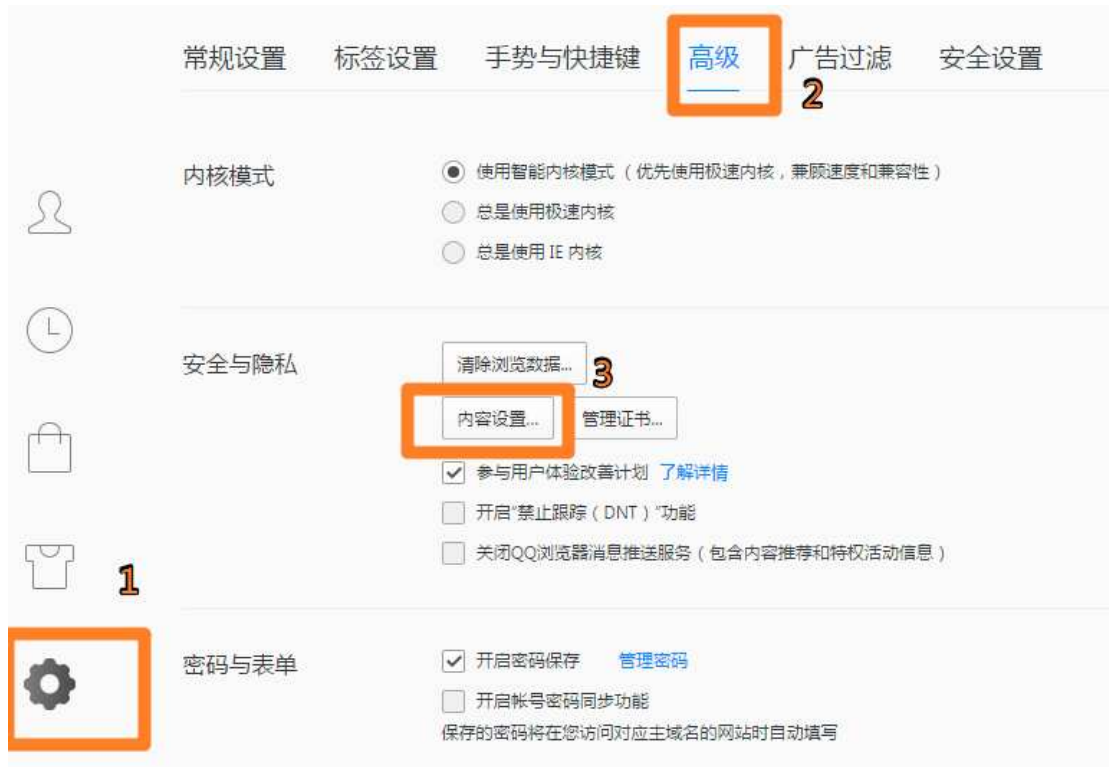 常规设置 标签设置 手势与快捷键 高级 广告过滤 安全设置
2
内核模式
使用智能内核模式（优先使用极速内核，兼顾速度和兼容性）
总是使用极速内核
总是使用 IE 内核
安全与隐私
清除浏览数据...
3
内容设置... 管理证书...
参与用户体验改善计划 了解详情
开启“禁止跟踪（DNT）”功能
关闭QQ浏览器消息推送服务（包含内容推荐和特权活动信息）
1
密码与表单
开启密码保存 管理密码
开启帐号密码同步功能
保存的密码将在您访问对应主域名的网站时自动填写